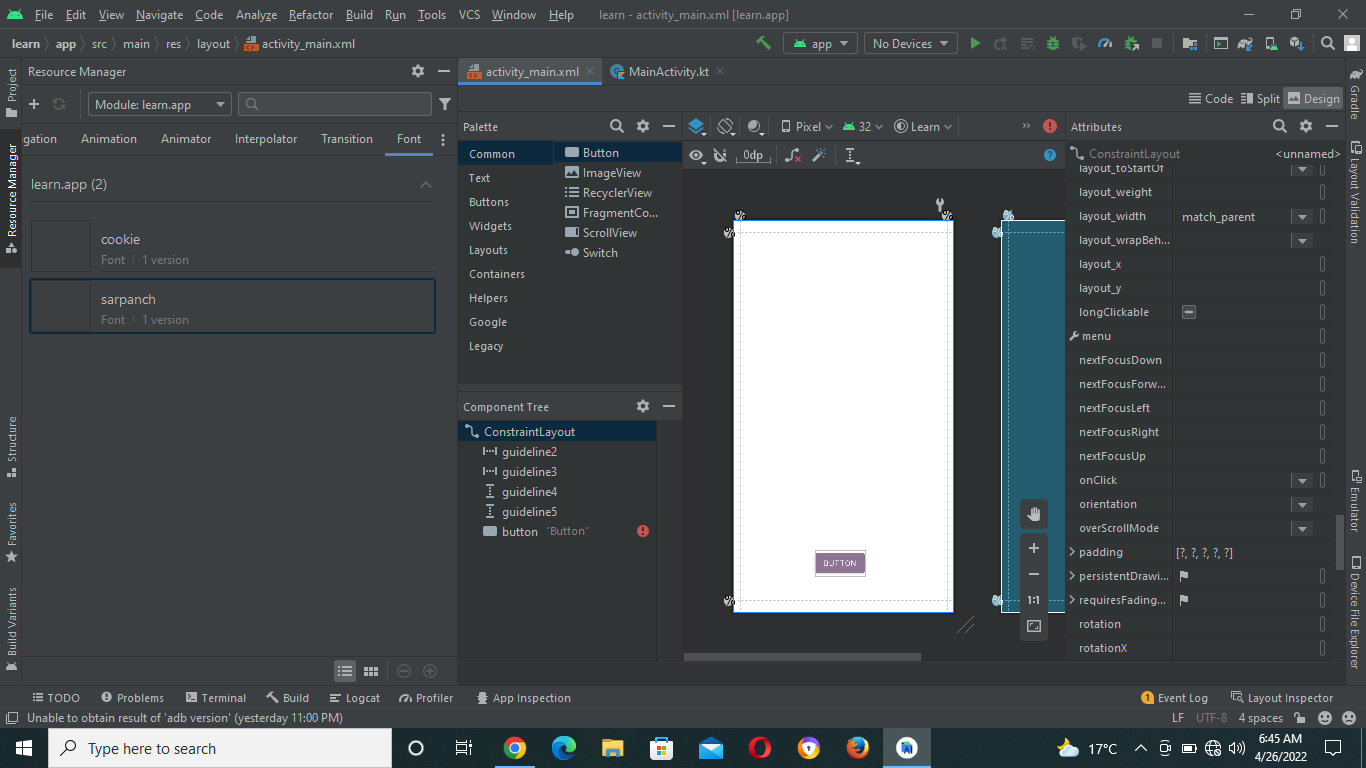 File Edit View Navigate Code Analyze Refactor Build Run Tools VCS Window Help learn - activity_main.xml [learn.app]
learn app src main res layout activity_main.xml
app No Devices
Project
Resource Manager
Structure
Favorites
Build Variants
Resource Manager
Module: learn.app
gation Animation Animator Interpolator Transition Font
learn.app (2)
cookie
Font 1 version
sarpanch
Font 1 version
activity_main.xml MainActivity.kt
Code Split Design
Palette
Common
Text
Buttons
Widgets
Layouts
Containers
Helpers
Google
Legacy
Button
ImageView
RecyclerView
FragmentCo...
ScrollView
Switch
Component Tree
ConstraintLayout
guideline2
guideline3
guideline4
guideline5
button "Button"
Pixel 32 Learn
0dp
BUTTON
1:1
Attributes
ConstraintLayout <unnamed>
layout_toStartOf
layout_weight
layout_width match_parent
layout_wrapBeh...
layout_x
layout_y
longClickable
menu
nextFocusDown
nextFocusForw...
nextFocusLeft
nextFocusRight
nextFocusUp
onClick
orientation
overScrollMode
padding [?, ?, ?, ?, ?]
persistentDrawi...
requiresFading...
rotation
rotationX
Gradle
Layout Validation
Emulator
Device File Explorer
TODO Problems Terminal Build Logcat Profiler App Inspection 1 Event Log Layout Inspector
Unable to obtain result of 'adb version' (yesterday 11:00 PM) LF UTF-8 4 spaces
Type here to search 17°C 6:45 AM
4/26/2022